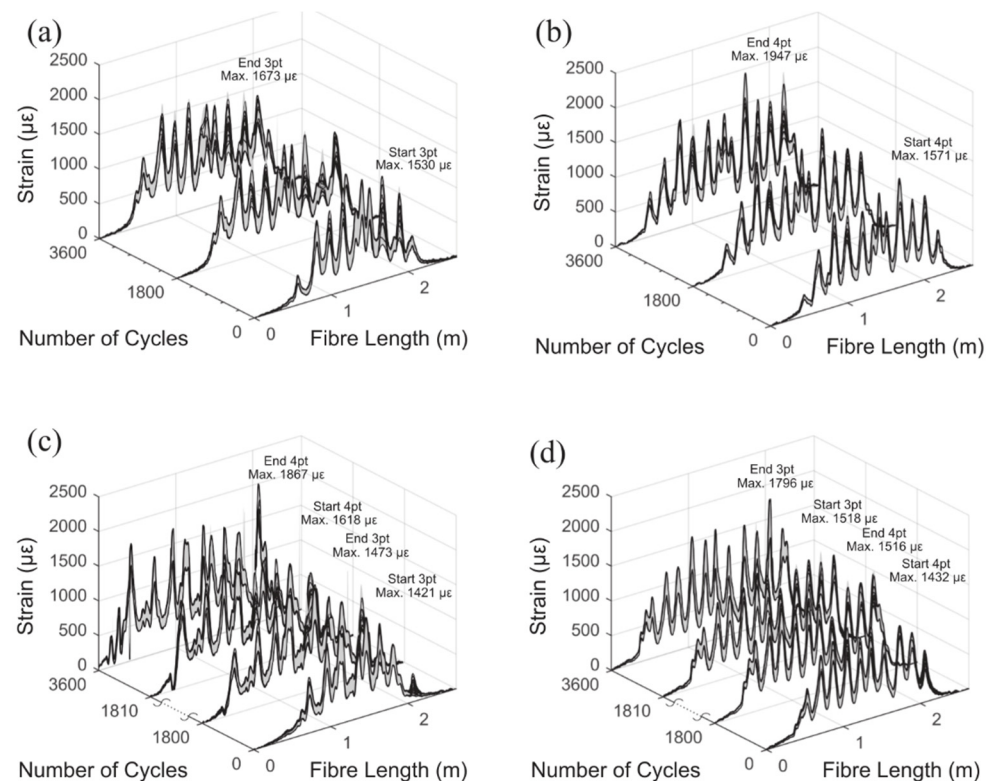 (a)
End 3pt
Max. 1673 με
Start 3pt
Max. 1530 με
2500
2000
1500
1000
500
0
Strain (με)
3600
1800
0
Number of Cycles
0
1
2
Fibre Length (m)
(b)
End 4pt
Max. 1947 με
Start 4pt
Max. 1571 με
2500
2000
1500
1000
500
0
Strain (με)
3600
1800
0
Number of Cycles
0
1
2
Fibre Length (m)
(c)
End 4pt
Max. 1867 με
Start 4pt
Max. 1618 με
End 3pt
Max. 1473 με
Start 3pt
Max. 1421 με
2500
2000
1500
1000
500
0
Strain (με)
3600
1810
1800
0
Number of Cycles
0
1
2
Fibre Length (m)
(d)
End 3pt
Max. 1796 με
Start 3pt
Max. 1518 με
End 4pt
Max. 1516 με
Start 4pt
Max. 1432 με
2500
2000
1500
1000
500
0
Strain (με)
3600
1810
1800
0
Number of Cycles
0
1
2
Fibre Length (m)